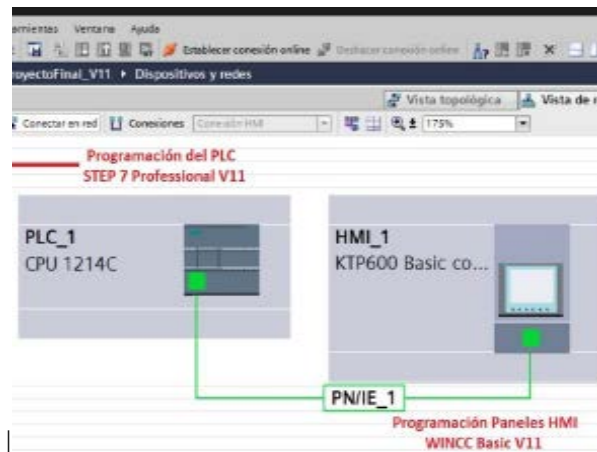 ramientas Ventana Ayuda
Establecer conexión online Deshacer conexión online
royectoFinal_V11 ▸ Dispositivos y redes
Vista topológica Vista de r
Conectar en red Conexiones Conexión HMI 175%
Programación del PLC
STEP 7 Professional V11
PLC_1
CPU 1214C
HMI_1
KTP600 Basic co...
PN/IE_1
Programación Paneles HMI
WINCC Basic V11